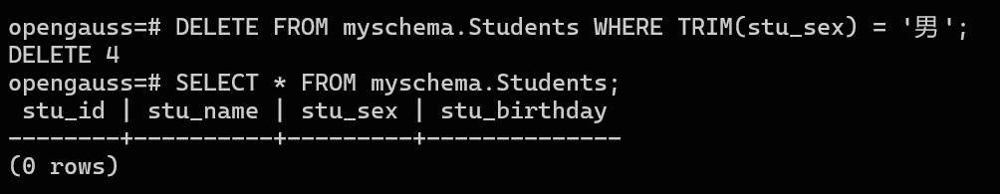 opengauss=# DELETE FROM myschema.Students WHERE TRIM(stu_sex) = '男';
DELETE 4
opengauss=# SELECT * FROM myschema.Students;
 stu_id | stu_name | stu_sex | stu_birthday
--------+----------+---------+--------------
(0 rows)